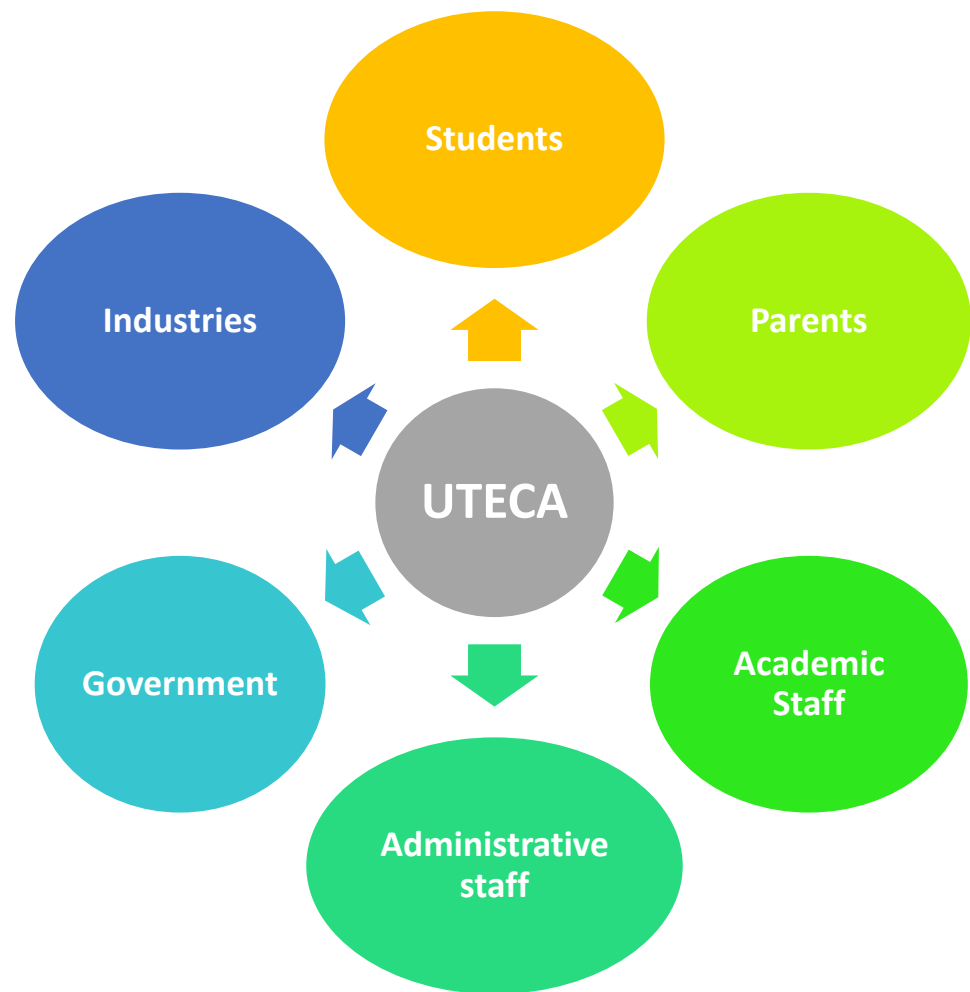 Students
Industries
Parents
UTECA
Government
Academic
Staff
Administrative
staff